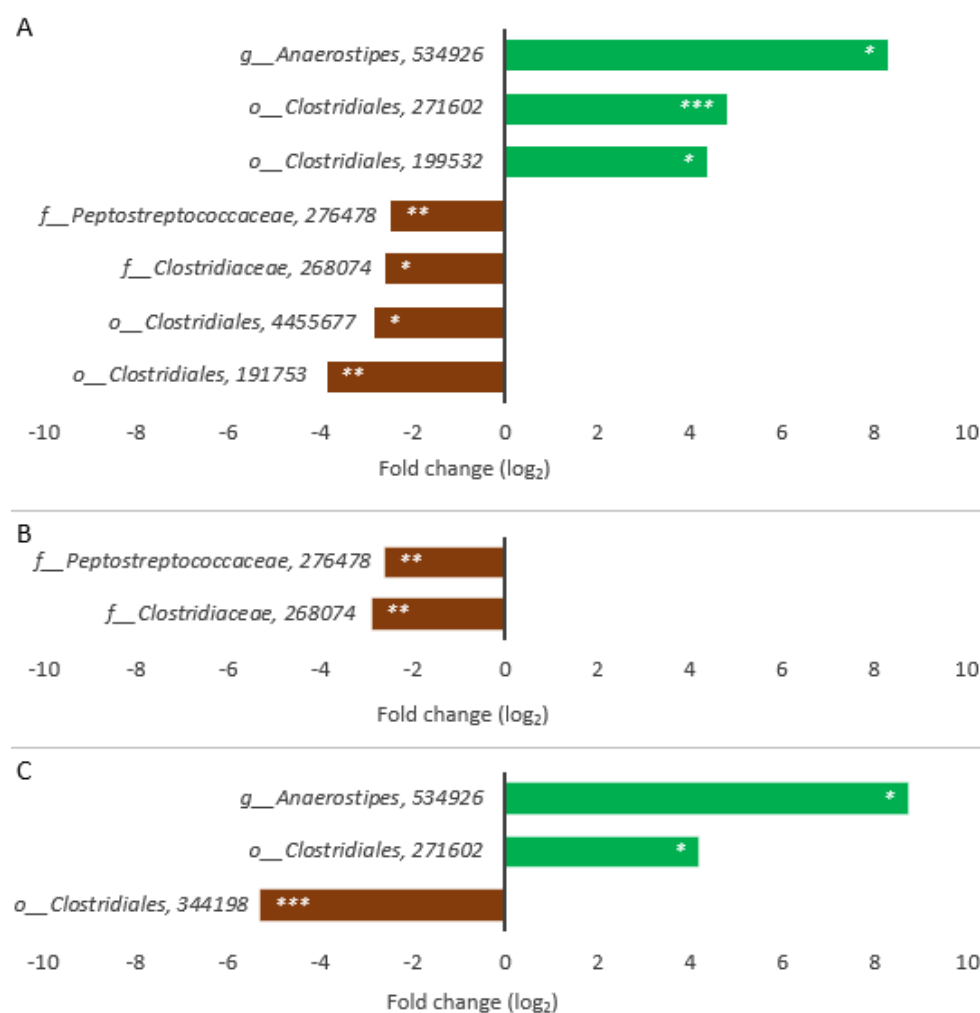 A
g__Anaerostipes, 534926 *
o__Clostridiales, 271602 ***
o__Clostridiales, 199532 *
f__Peptostreptococcaceae, 276478 **
f__Clostridiaceae, 268074 *
o__Clostridiales, 4455677 *
o__Clostridiales, 191753 **
-10 -8 -6 -4 -2 0 2 4 6 8 10
Fold change (log₂)
B
f__Peptostreptococcaceae, 276478 **
f__Clostridiaceae, 268074 **
-10 -8 -6 -4 -2 0 2 4 6 8 10
Fold change (log₂)
C
g__Anaerostipes, 534926 *
o__Clostridiales, 271602 *
o__Clostridiales, 344198 ***
-10 -8 -6 -4 -2 0 2 4 6 8 10
Fold change (log₂)